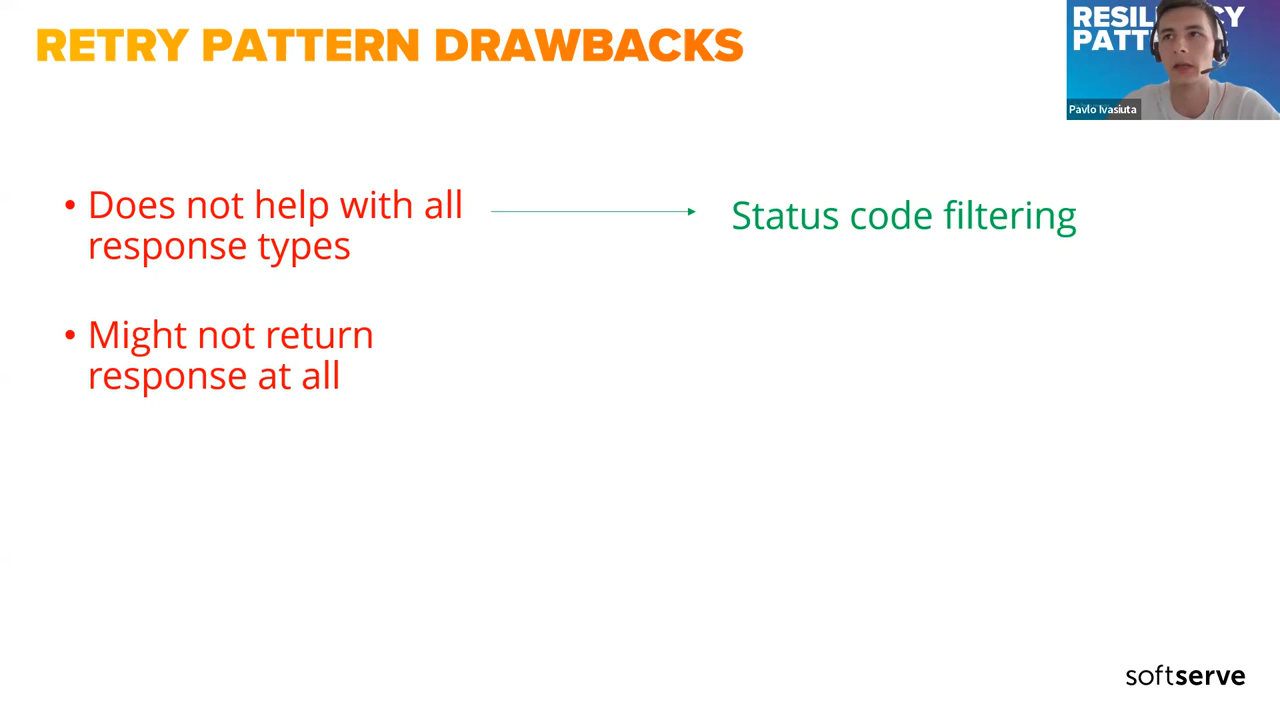 RETRY PATTERN DRAWBACKS
Pavlo Ivasiuta
• Does not help with all
response types
Status code filtering
• Might not return
response at all
softserve